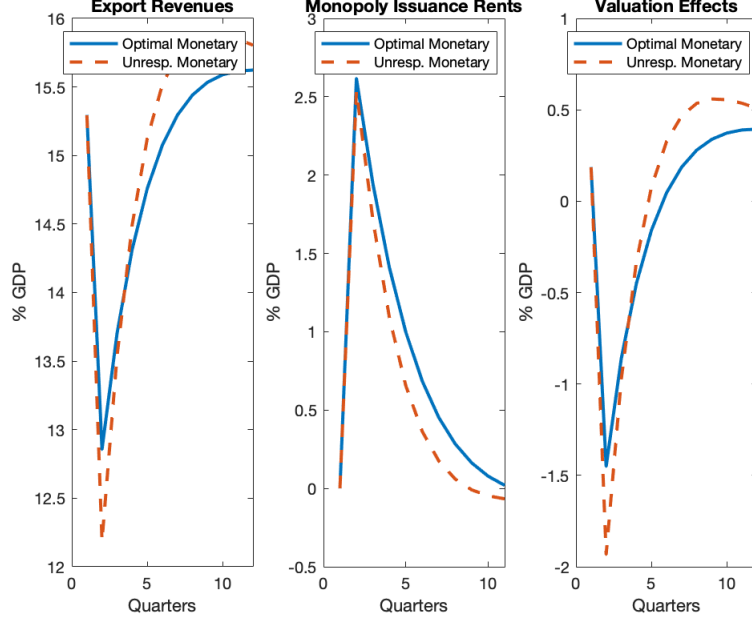 Export Revenues
Optimal Monetary
Unresp. Monetary
16
15.5
15
14.5
14
13.5
13
12.5
12
% GDP
0
5
10
Quarters
Monopoly Issuance Rents
Optimal Monetary
Unresp. Monetary
3
2.5
2
1.5
1
0.5
0
-0.5
% GDP
0
5
10
Quarters
Valuation Effects
Optimal Monetary
Unresp. Monetary
1
0.5
0
-0.5
-1
-1.5
-2
% GDP
0
5
10
Quarters